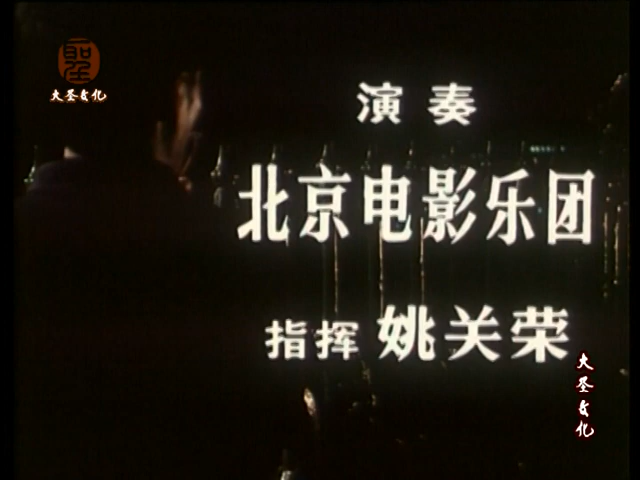 大圣文化
演奏
北京电影乐团
指挥 姚关荣
大圣文化